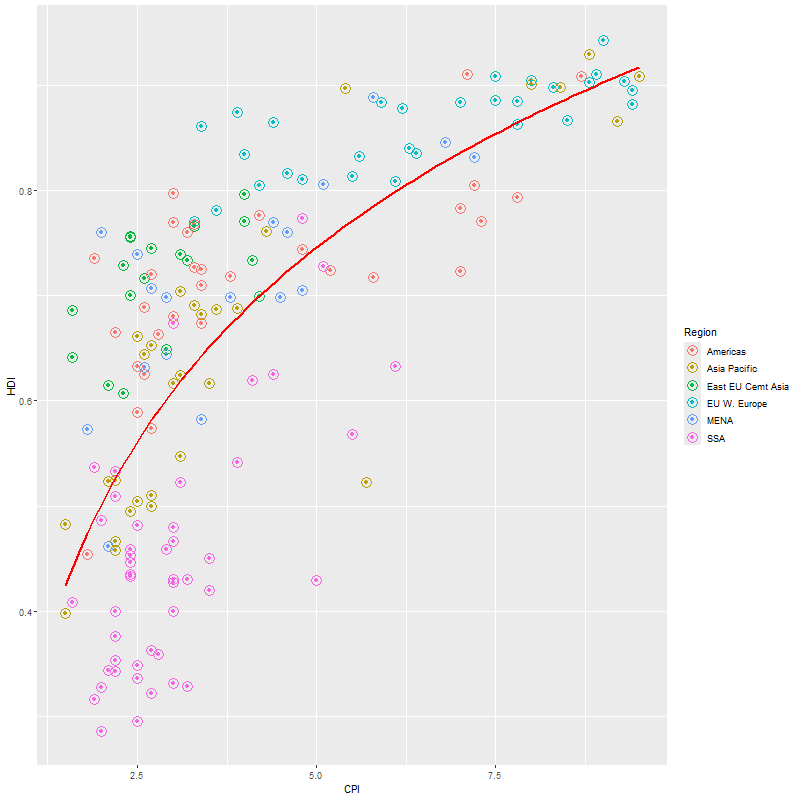 HDI
0.8
0.6
0.4
2.5 5.0 7.5
CPI
Region
Americas
Asia Pacific
East EU Cemt Asia
EU W. Europe
MENA
SSA